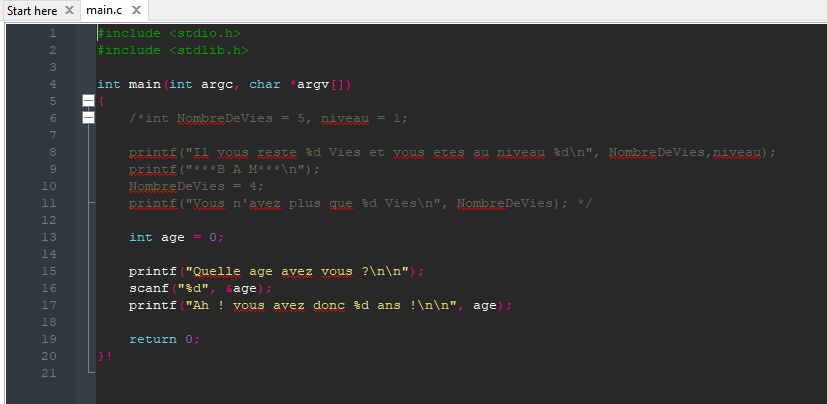 Start here X main.c X
1 #include <stdio.h>
2 #include <stdlib.h>
3
4 int main(int argc, char *argv[])
5 {
6 /*int NombreDeVies = 5, niveau = 1;
7
8 printf("Il vous reste %d Vies et vous etes au niveau %d\n", NombreDeVies,niveau);
9 printf("***B A M***\n");
10 NombreDeVies = 4;
11 printf("Vous n'avez plus que %d Vies\n", NombreDeVies); */
12
13 int age = 0;
14
15 printf("Quelle age avez vous ?\n\n");
16 scanf("%d", &age);
17 printf("Ah ! vous avez donc %d ans !\n\n", age);
18
19 return 0;
20 }!
21